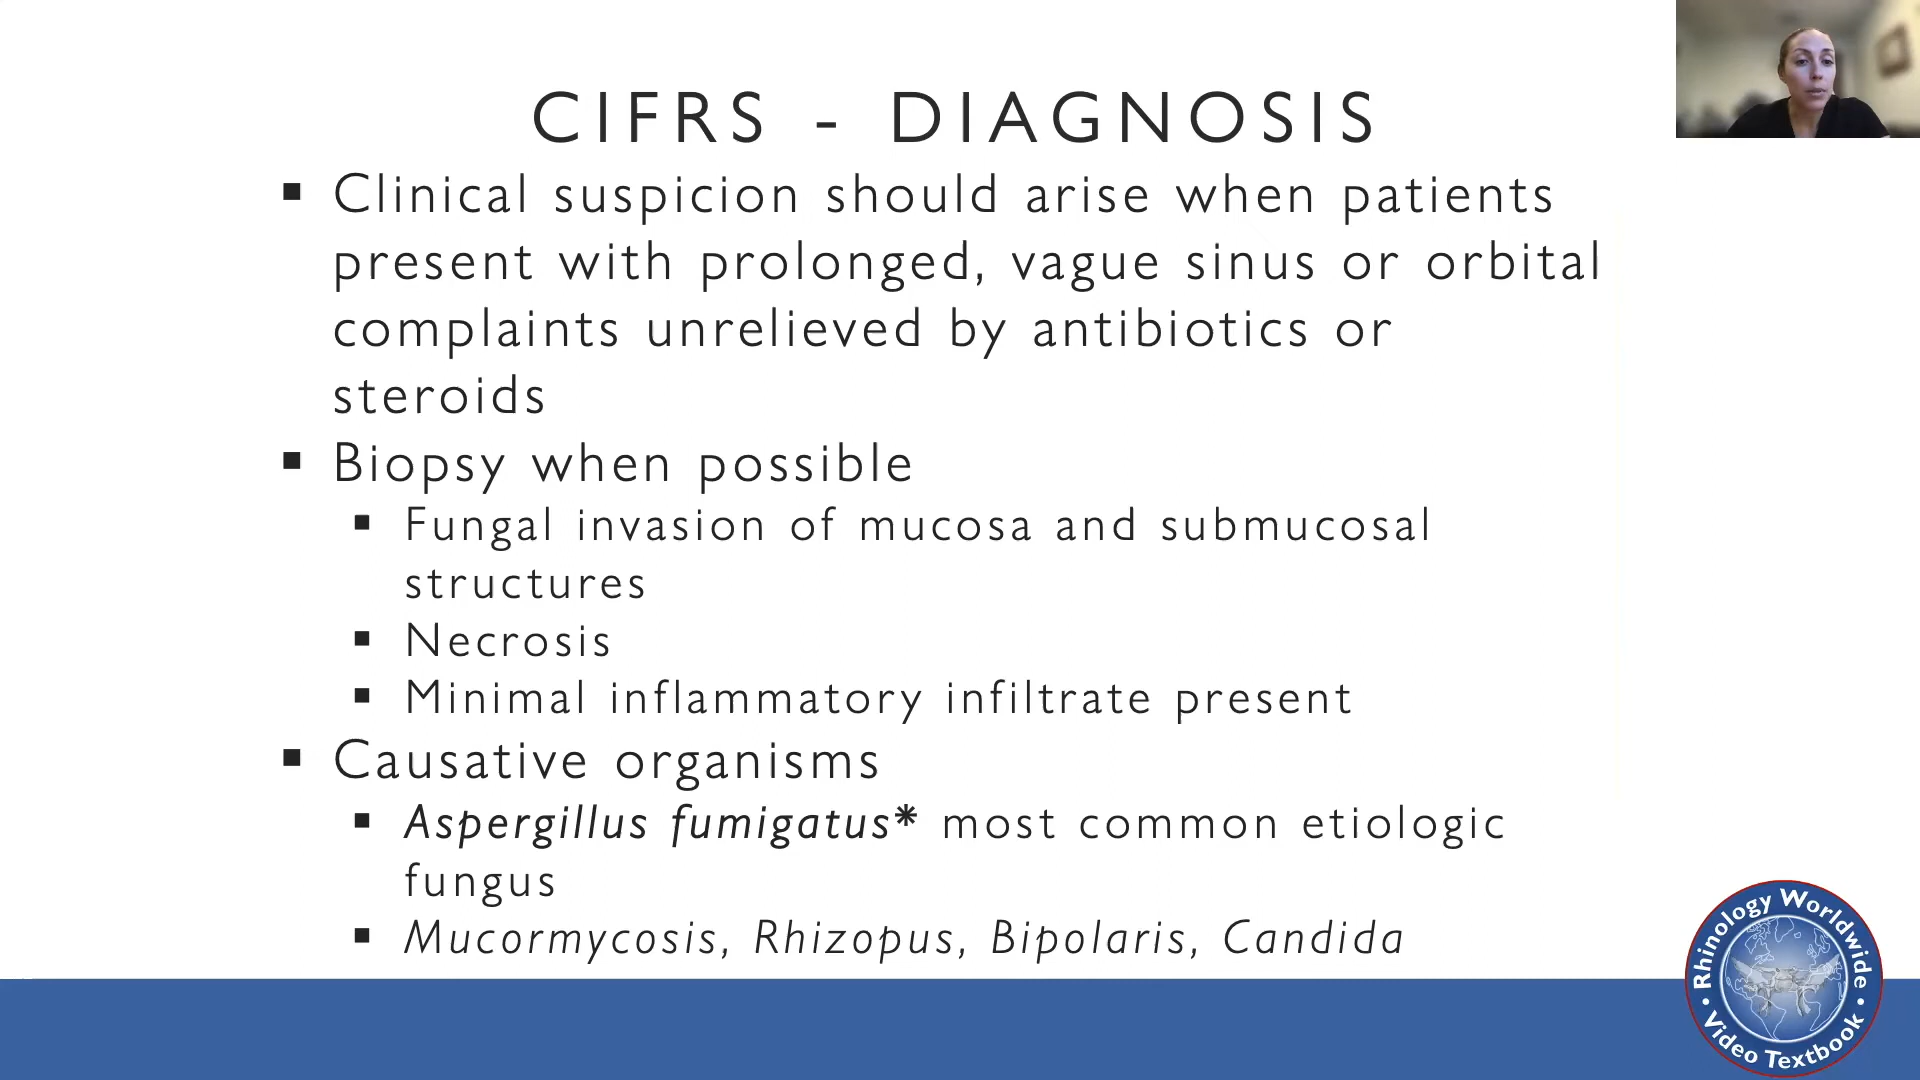 CIFRS - DIAGNOSIS
▪ Clinical suspicion should arise when patients
present with prolonged, vague sinus or orbital
complaints unrelieved by antibiotics or
steroids
▪ Biopsy when possible
▪ Fungal invasion of mucosa and submucosal
structures
▪ Necrosis
▪ Minimal inflammatory infiltrate present
▪ Causative organisms
▪ Aspergillus fumigatus* most common etiologic
fungus
▪ Mucormycosis, Rhizopus, Bipolaris, Candida
Rhinology Worldwide
• Video Textbook •